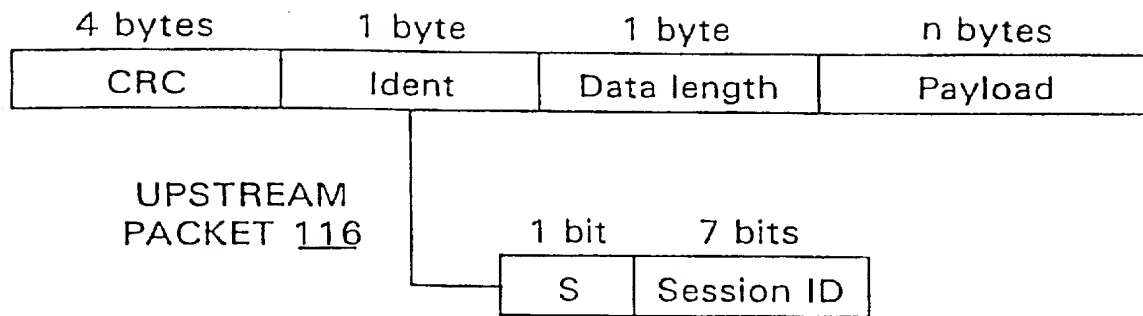 4 bytes 1 byte 1 byte n bytes
CRC Ident Data length Payload
UPSTREAM
PACKET 116
1 bit 7 bits
S Session ID